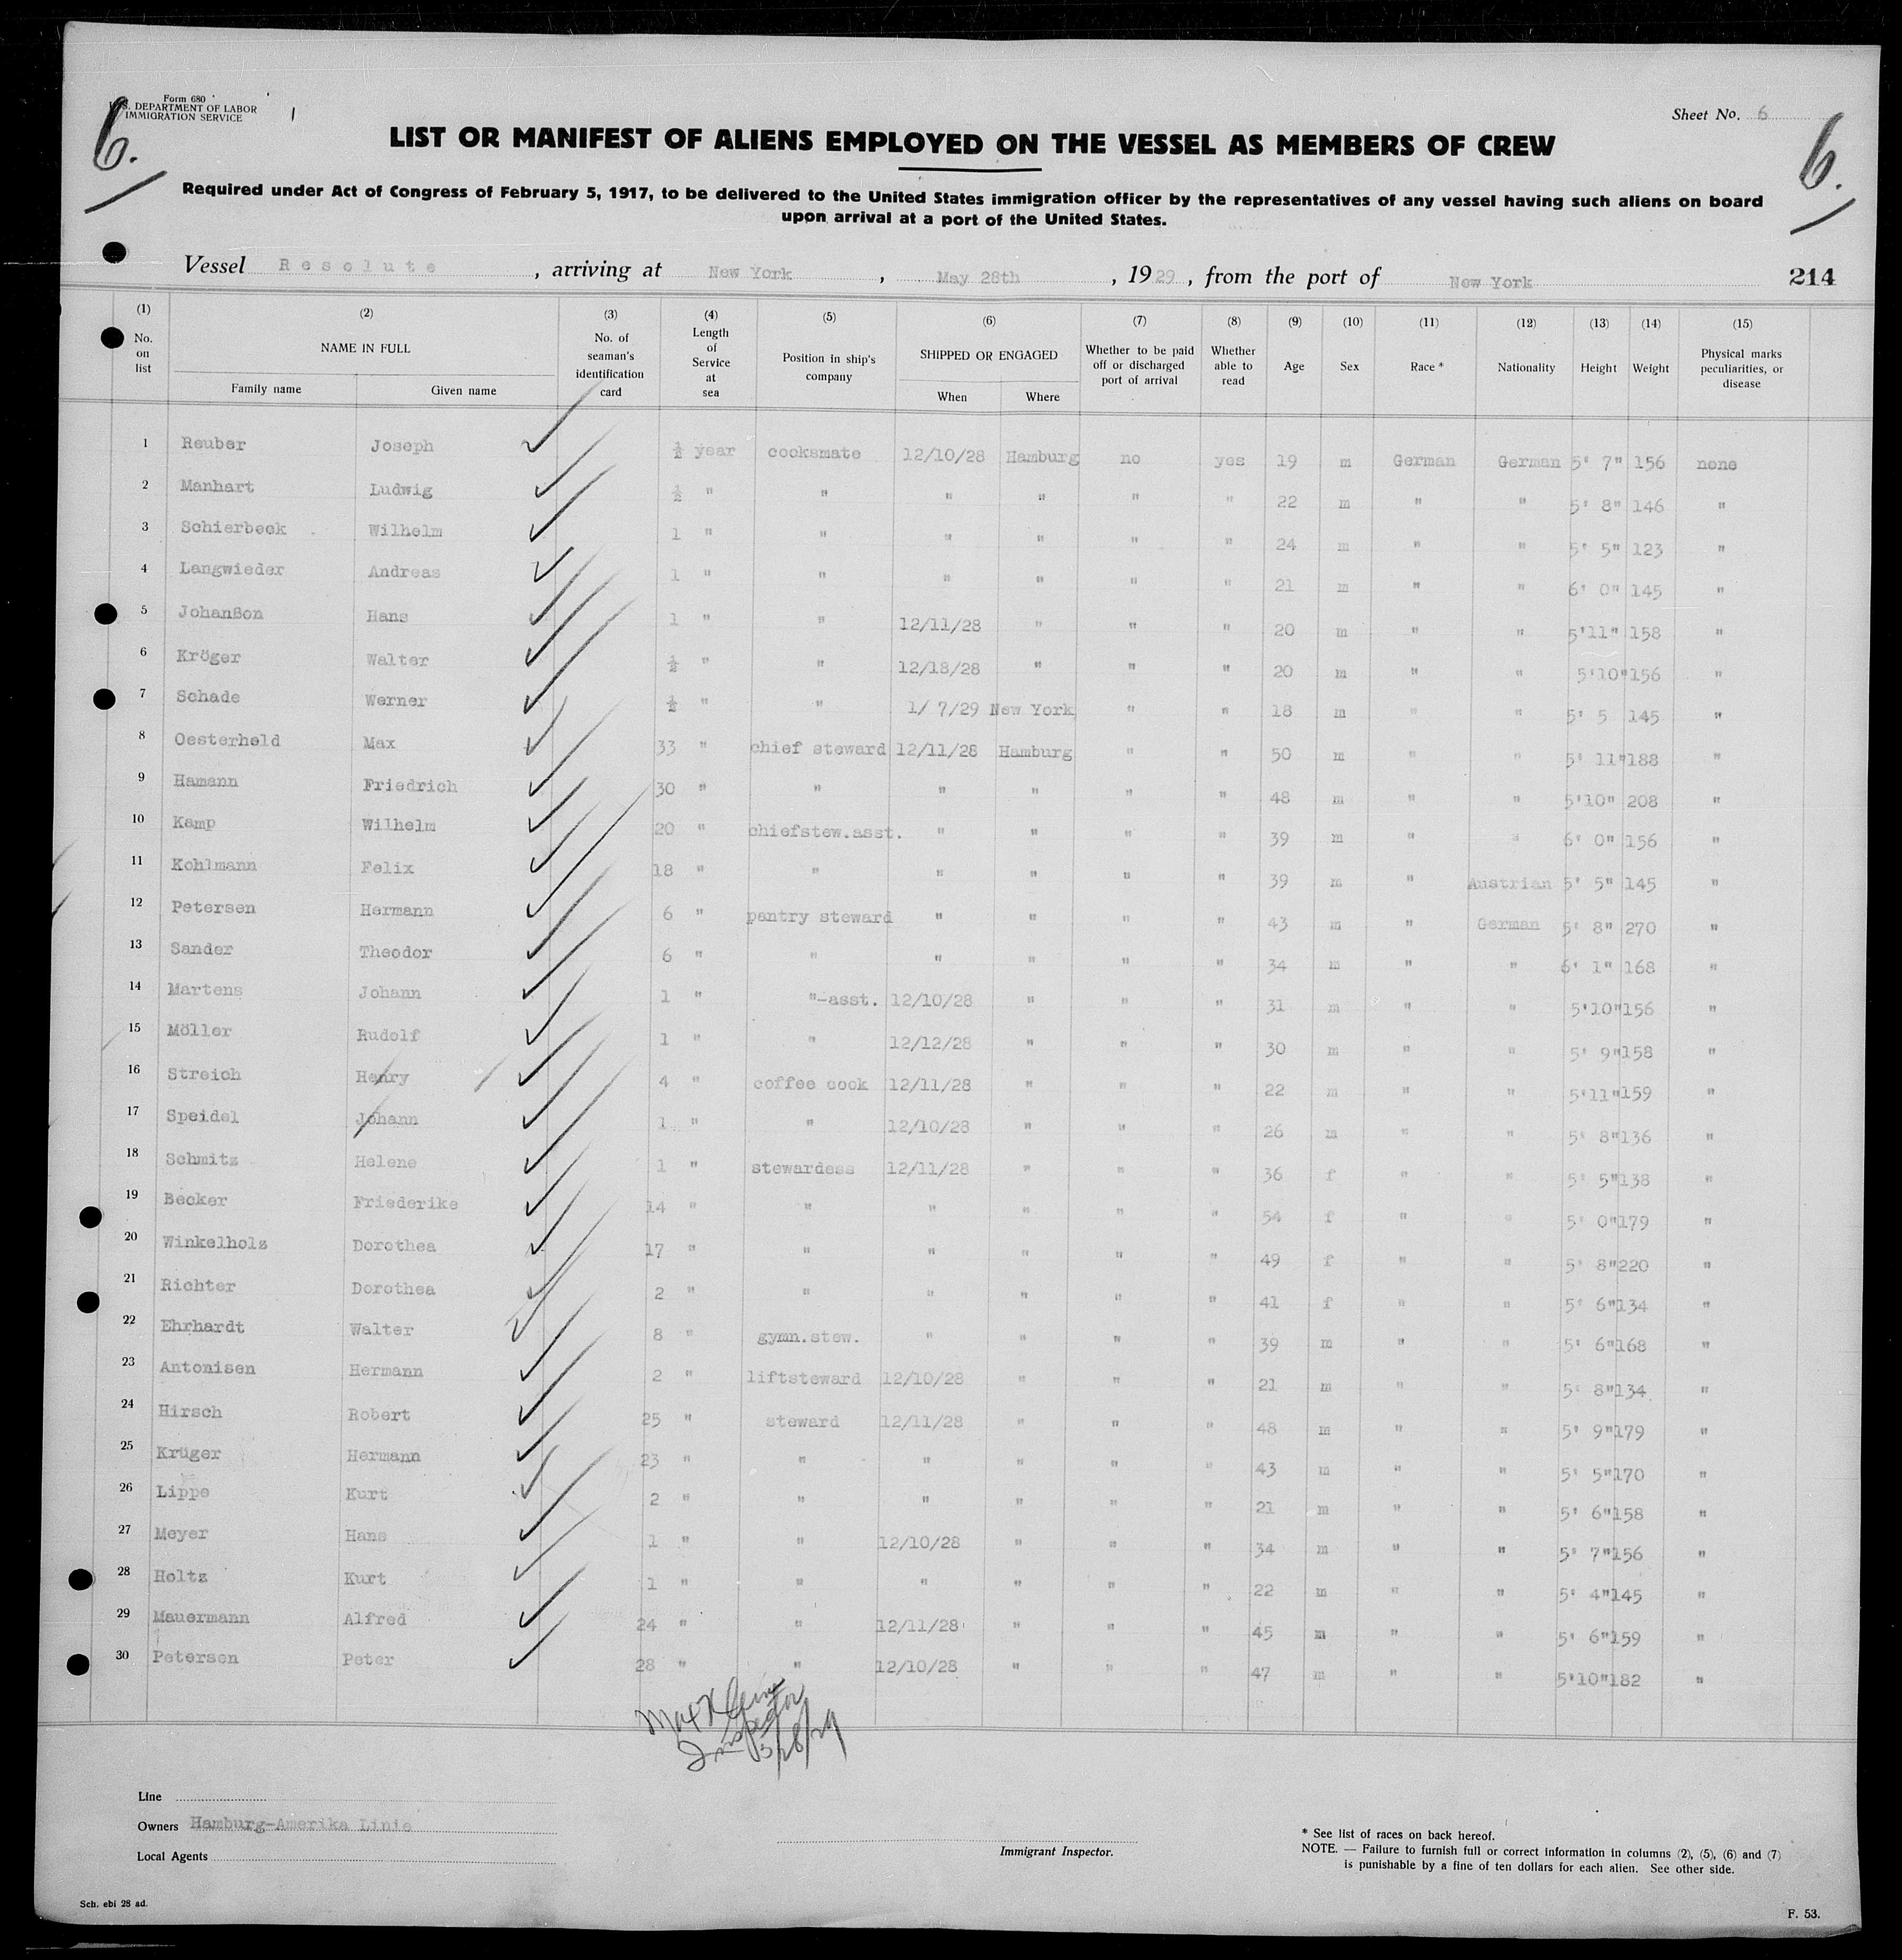 Form 680
U.S. DEPARTMENT OF LABOR
IMMIGRATION SERVICE
Sheet No. 6
6.
6.
LIST OR MANIFEST OF ALIENS EMPLOYED ON THE VESSEL AS MEMBERS OF CREW
Required under Act of Congress of February 5, 1917, to be delivered to the United States immigration officer by the representatives of any vessel having such aliens on board
upon arrival at a port of the United States.
Vessel Resolute, arriving at New York, May 28th, 1929, from the port of New York 214
(1) No. on list (2) NAME IN FULL Family name Given name (3) No. of seaman's identification card (4) Length of Service at sea (5) Position in ship's company (6) SHIPPED OR ENGAGED When Where (7) Whether to be paid off or discharged port of arrival (8) Whether able to read (9) Age (10) Sex (11) Race * (12) Nationality (13) Height (14) Weight (15) Physical marks peculiarities, or disease
1 Reuber Joseph ½ year cooksmate 12/10/28 Hamburg no yes 19 m German German 5' 7" 156 none
2 Manhart Ludwig ½ " " " " " " 22 m " " 5' 8" 146 "
3 Schierbeck Wilhelm 1 " " " " " " 24 m " " 5' 5" 123 "
4 Langwieder Andreas 1 " " " " " " 21 m " " 6' 0" 145 "
5 Johanßon Hans 1 " " 12/11/28 " " " 20 m " " 5'11" 158 "
6 Kröger Walter ½ " " 12/18/28 " " " 20 m " " 5'10" 156 "
7 Schade Werner ½ " " 1/ 7/29 New York " " 18 m " " 5' 5 145 "
8 Oesterheld Max 33 " chief steward 12/11/28 Hamburg " " 50 m " " 5' 11" 188 "
9 Hamann Friedrich 30 " " " " " " 48 m " " 5'10" 208 "
10 Kamp Wilhelm 20 " chiefstew.asst. " " " " 39 m " " 6' 0" 156 "
11 Kohlmann Felix 18 " " " " " " 39 m " Austrian 5' 5" 145 "
12 Petersen Hermann 6 " pantry steward " " " " 43 m " German 5' 8" 270 "
13 Sander Theodor 6 " " " " " " 34 m " " 6' 1" 168 "
14 Martens Johann 1 " "-asst. 12/10/28 " " " 31 m " " 5'10" 156 "
15 Möller Rudolf 1 " " 12/12/28 " " " 30 m " " 5' 9" 158 "
16 Streich Henry 4 " coffee cook 12/11/28 " " " 22 m " " 5'11" 159 "
17 Speidel Johann 1 " " 12/10/28 " " " 26 m " " 5' 8" 136 "
18 Schmitz Helene 1 " stewardess 12/11/28 " " " 36 f " " 5' 5" 138 "
19 Becker Friederike 14 " " " " " " 54 f " " 5' 0" 179 "
20 Winkelholz Dorothea 17 " " " " " " 49 f " " 5' 8" 220 "
21 Richter Dorothea 2 " " " " " " 41 f " " 5' 6" 134 "
22 Ehrhardt Walter 8 " gymn.stew. " " " " 39 m " " 5' 6" 168 "
23 Antonisen Hermann 2 " liftsteward 12/10/28 " " " 21 m " " 5' 8" 134 "
24 Hirsch Robert 25 " steward 12/11/28 " " " 48 m " " 5' 9" 179 "
25 Krüger Hermann 23 " " " " " " 43 m " " 5' 5" 170 "
26 Lippe Kurt 2 " " " " " " 21 m " " 5' 6" 158 "
27 Meyer Hans 1 " " 12/10/28 " " " 34 m " " 5' 7" 156 "
28 Holtz Kurt 1 " " " " " " 22 m " " 5' 4" 145 "
29 Mauermann Alfred 24 " " 12/11/28 " " " 45 m " " 5' 6" 159 "
30 Petersen Peter 28 " " 12/10/28 " " " 47 m " " 5'10" 182 "
Max
Inspector
5/28/29
Line
Owners Hamburg-Amerika Linie
Local Agents
Immigrant Inspector.
* See list of races on back hereof.
NOTE. — Failure to furnish full or correct information in columns (2), (5), (6) and (7)
is punishable by a fine of ten dollars for each alien. See other side.
Sch. ebi 28 ad.
F. 53.